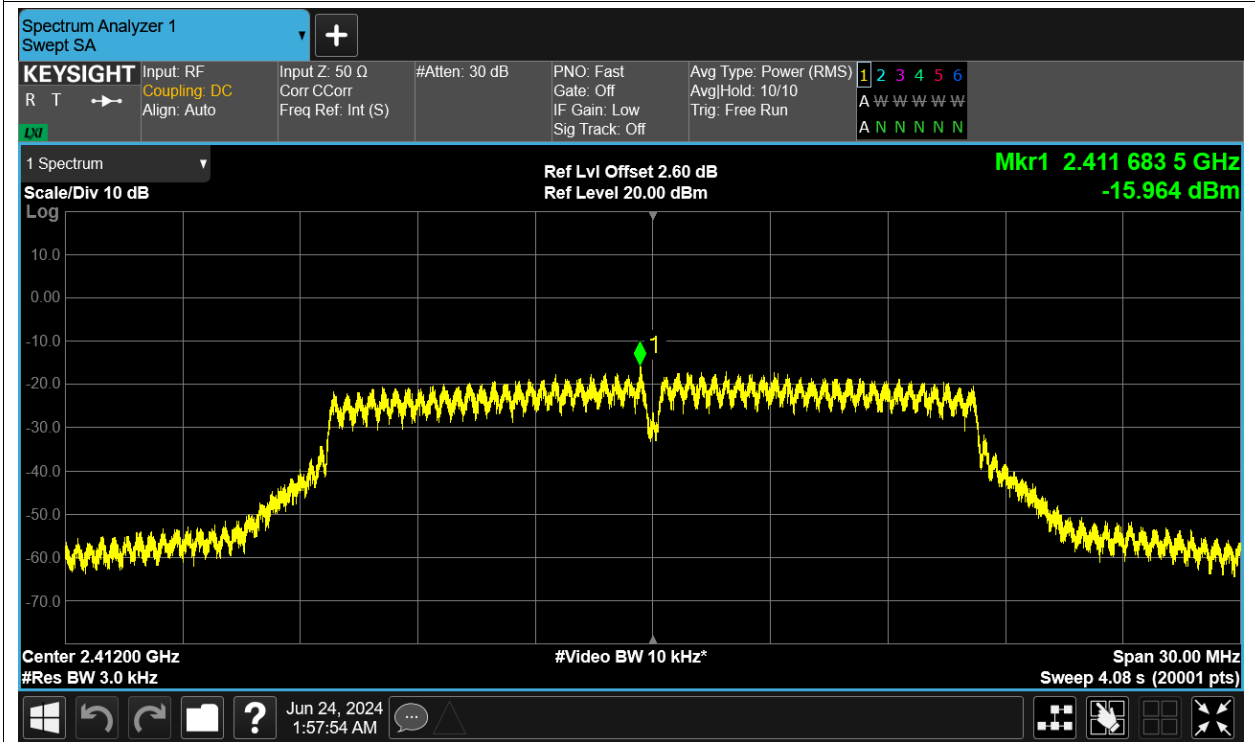 Spectrum Analyzer 1
Swept SA
+
KEYSIGHT
R T
LXI
Input: RF
Coupling: DC
Align: Auto
Input Z: 50 Ω
Corr CCorr
Freq Ref: Int (S)
#Atten: 30 dB
PNO: Fast
Gate: Off
IF Gain: Low
Sig Track: Off
Avg Type: Power (RMS)
Avg|Hold: 10/10
Trig: Free Run
1 2 3 4 5 6
A W W W W W
A N N N N N
1 Spectrum
Scale/Div 10 dB
Log
Ref Lvl Offset 2.60 dB
Ref Level 20.00 dBm
Mkr1 2.411 683 5 GHz
-15.964 dBm
10.0
0.00
-10.0
-20.0
-30.0
-40.0
-50.0
-60.0
-70.0
1
Center 2.41200 GHz
#Res BW 3.0 kHz
#Video BW 10 kHz*
Span 30.00 MHz
Sweep 4.08 s (20001 pts)
?
Jun 24, 2024
1:57:54 AM